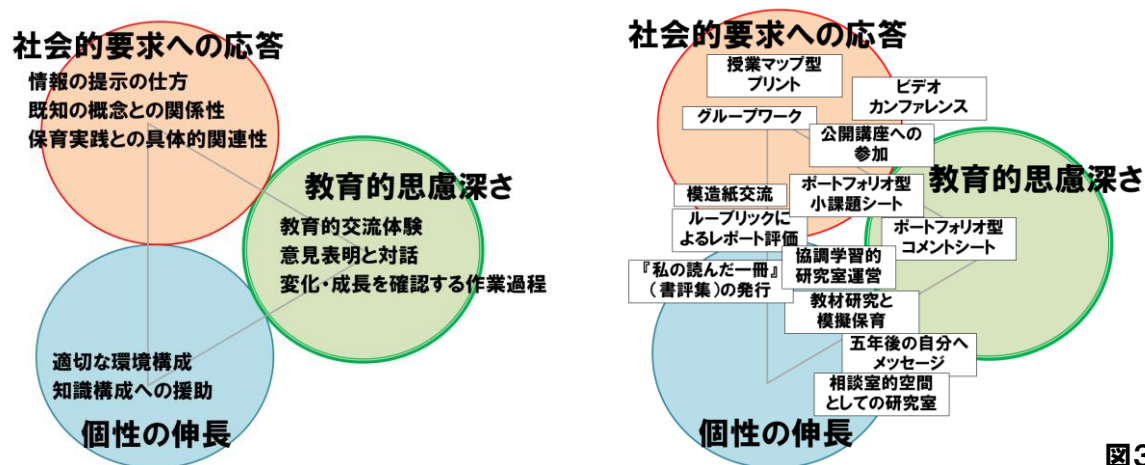 社会的要求への応答
情報の提示の仕方
既知の概念との関係性
保育実践との具体的関連性
教育的思慮深さ
教育的交流体験
意見表明と対話
変化・成長を確認する作業過程
適切な環境構成
知識構成への援助
個性の伸長
社会的要求への応答
授業マップ型
プリント
ビデオ
カンファレンス
グループワーク
公開講座への
参加
教育的思慮深さ
模造紙交流
ポートフォリオ型
小課題シート
ルーブリックに
よるレポート評価
ポートフォリオ型
コメントシート
『私の読んだ一冊』
(書評集)の発行
協調学習的
研究室運営
教材研究と
模擬保育
五年後の自分へ
メッセージ
相談室的空間
としての研究室
個性の伸長
図3